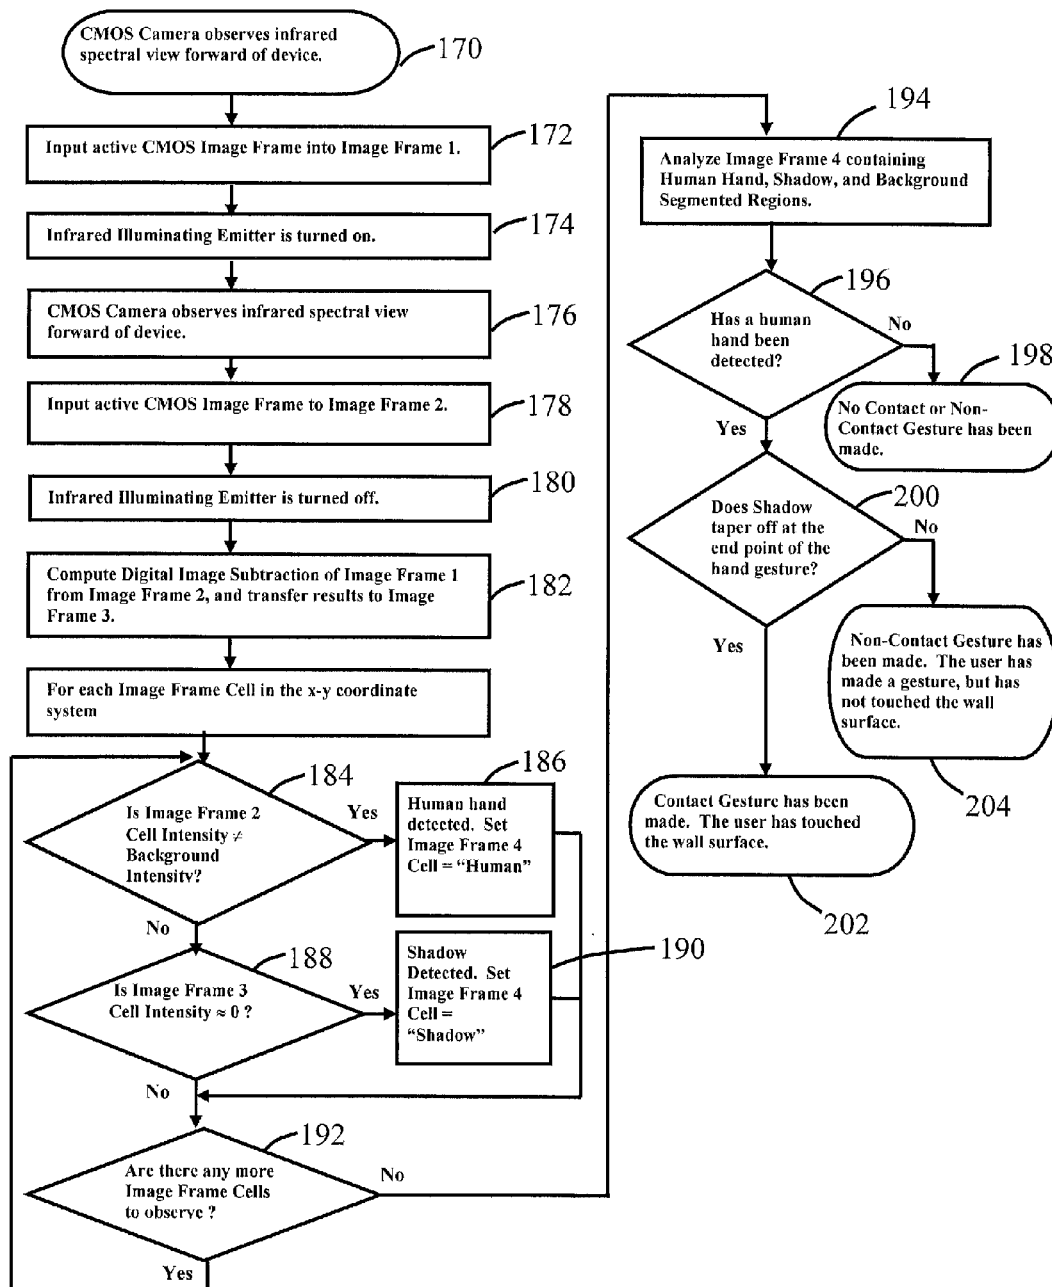 CMOS Camera observes infrared
spectral view forward of device.
170
Input active CMOS Image Frame into Image Frame 1.
172
Infrared Illuminating Emitter is turned on.
174
CMOS Camera observes infrared spectral view
forward of device.
176
Input active CMOS Image Frame to Image Frame 2.
178
Infrared Illuminating Emitter is turned off.
180
Compute Digital Image Subtraction of Image Frame 1
from Image Frame 2, and transfer results to Image
Frame 3.
182
For each Image Frame Cell in the x-y coordinate
system
184
Is Image Frame 2
Cell Intensity ≠
Background
Intensity?
Yes
No
186
Human hand
detected. Set
Image Frame 4
Cell = “Human”
188
Is Image Frame 3
Cell Intensity ≈ 0 ?
Yes
No
190
Shadow
Detected. Set
Image Frame 4
Cell =
“Shadow”
192
Are there any more
Image Frame Cells
to observe ?
No
Yes
194
Analyze Image Frame 4 containing
Human Hand, Shadow, and Background
Segmented Regions.
196
Has a human
hand been
detected?
No
Yes
198
No Contact or Non-
Contact Gesture has been
made.
200
Does Shadow
taper off at the
end point of the
hand gesture?
No
Yes
Non-Contact Gesture has
been made. The user has
made a gesture, but has
not touched the wall
surface.
204
Contact Gesture has been
made. The user has touched
the wall surface.
202